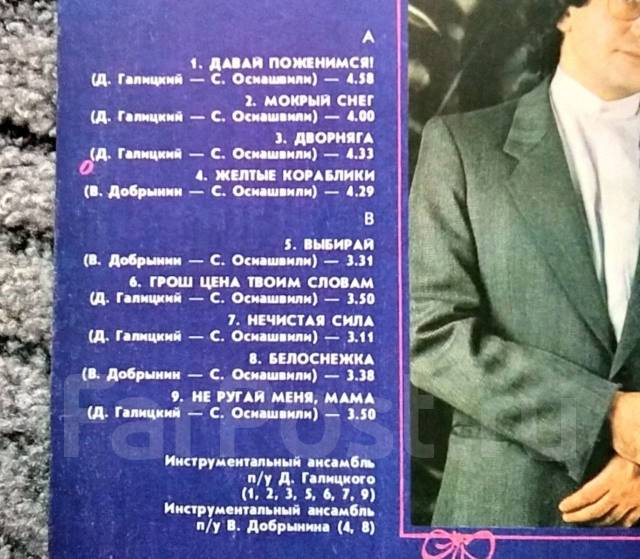 А
1. ДАВАЙ ПОЖЕНИМСЯ!
(Д. Галицкий — С. Осиашвили) — 4.58
2. МОКРЫЙ СНЕГ
(Д. Галицкий — С. Осиашвили) — 4.00
3. ДВОРНЯГА
(Д. Галицкий — С. Осиашвили) — 4.33
4. ЖЕЛТЫЕ КОРАБЛИКИ
(В. Добрынин — С. Осиашвили) — 4.29
В
5. ВЫБИРАЙ
(В. Добрынин — С. Осиашвили) — 3.31
6. ГРОШ ЦЕНА ТВОИМ СЛОВАМ
(Д. Галицкий — С. Осиашвили) — 3.50
7. НЕЧИСТАЯ СИЛА
(Д. Галицкий — С. Осиашвили) — 3.11
8. БЕЛОСНЕЖКА
(В. Добрынин — С. Осиашвили) — 3.38
9. НЕ РУГАЙ МЕНЯ, МАМА
(Д. Галицкий — С. Осиашвили) — 3.50
Инструментальный ансамбль
п/у Д. Галицкого
(1, 2, 3, 5, 6, 7, 9)
Инструментальный ансамбль
п/у В. Добрынина (4, 8)
FarPost.ru